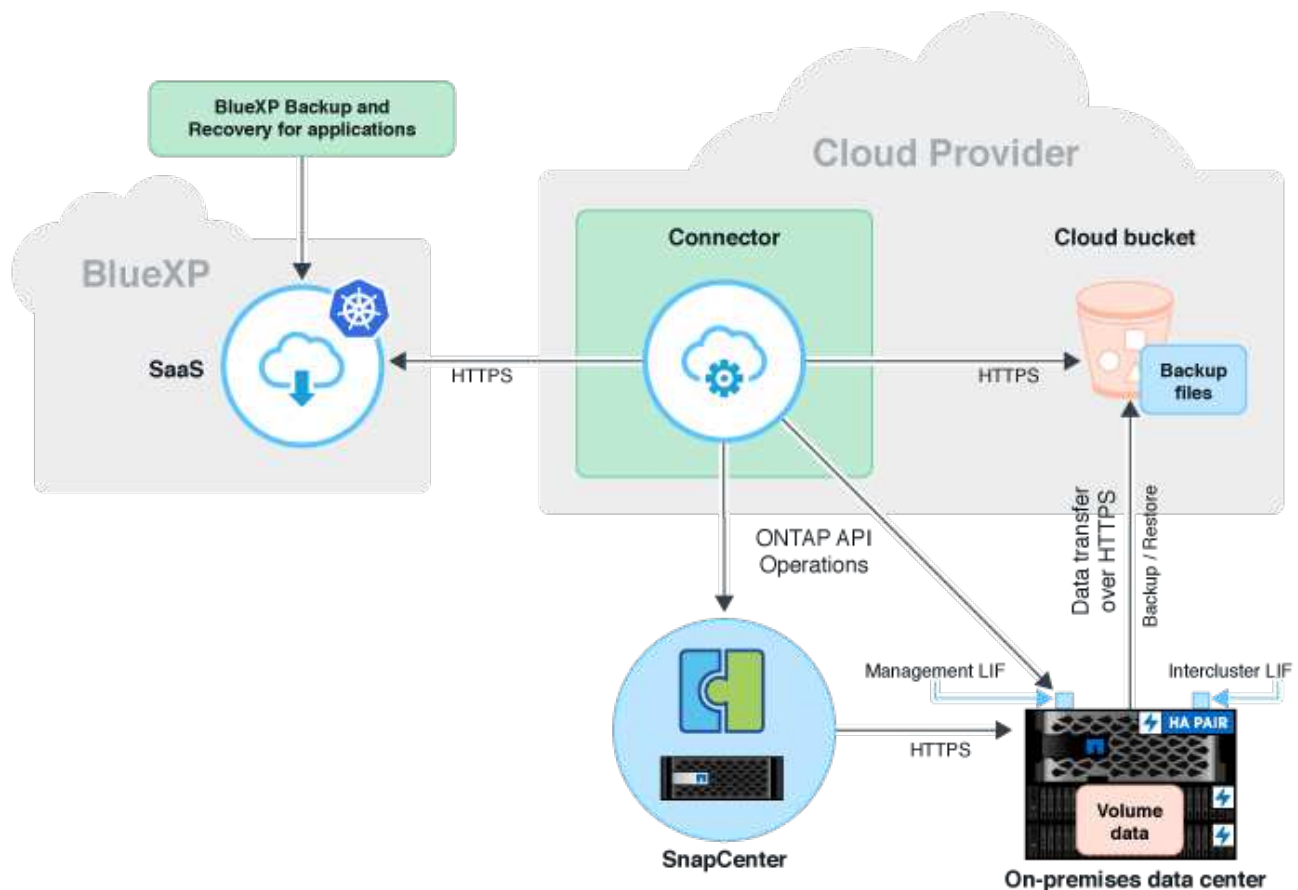 BlueXP Backup and
Recovery for applications
Cloud Provider
BlueXP
SaaS
Connector
Cloud bucket
HTTPS
HTTPS
Backup
files
ONTAP API
Operations
Data transfer
over HTTPS
Backup / Restore
Management LIF
Intercluster LIF
HA PAIR
HTTPS
Volume
data
SnapCenter
On-premises data center